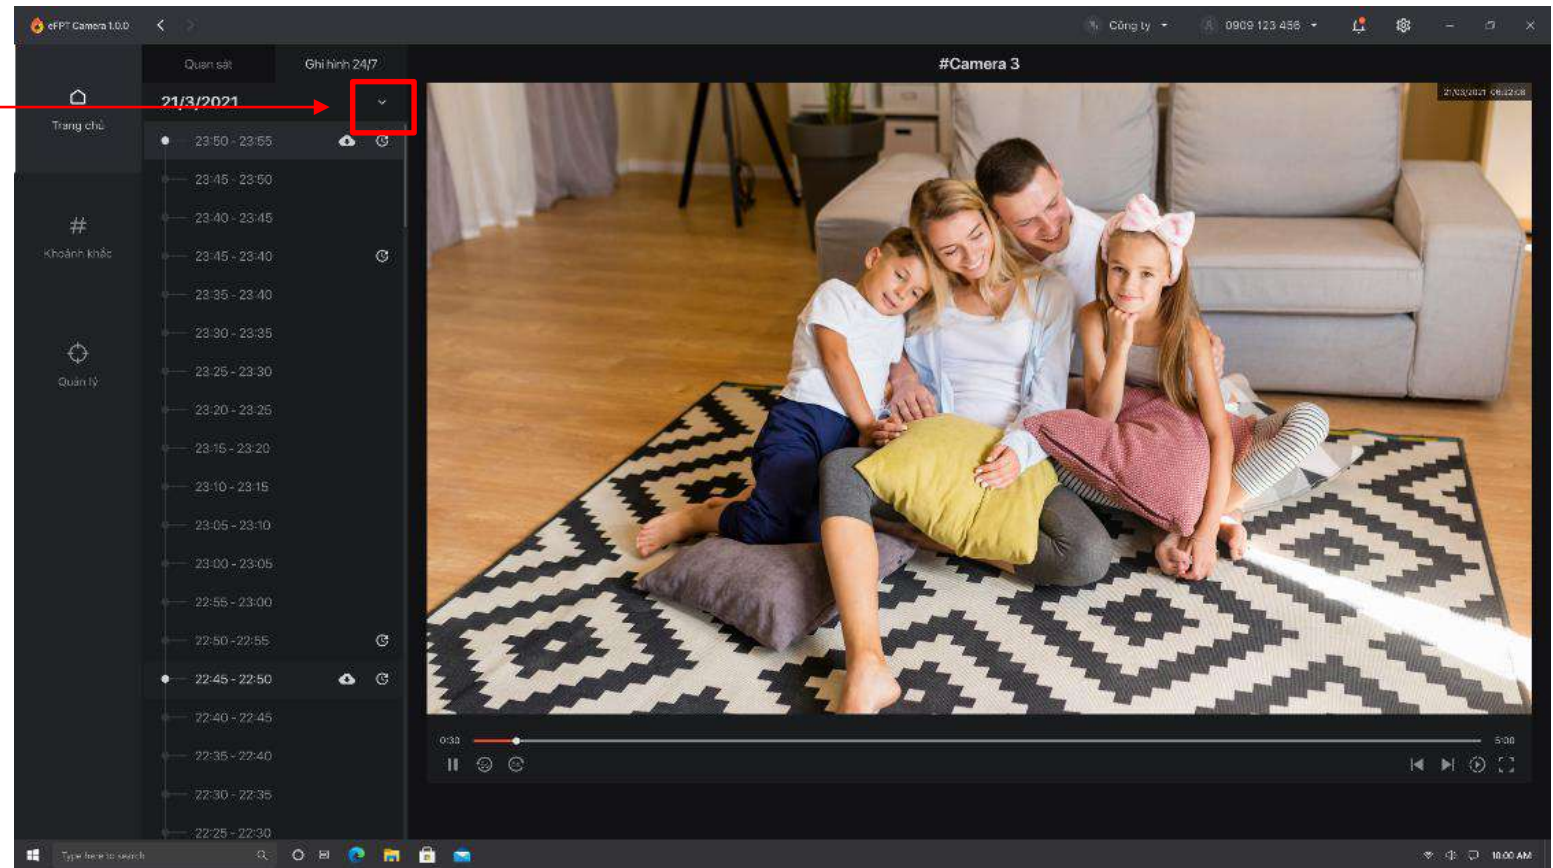 eFPT Camera 1.0.0
Công ty
0909 123 456
Quan sát
Ghi hình 24/7
#Camera 3
21/3/2021
Trang chủ
Khoảnh khắc
Quản lý
23:50 - 23:55
23:45 - 23:50
23:40 - 23:45
23:45 - 23:40
23:35 - 23:40
23:30 - 23:35
23:25 - 23:30
23:20 - 23:25
23:15 - 23:20
23:10 - 23:15
23:05 - 23:10
23:00 - 23:05
22:55 - 23:00
22:50 -22:55
22:45 - 22:50
22:40 - 22:45
22:35 - 22:40
22:30 - 22:35
22:25 - 22:30
21/03/2021 06:22:08
0:30
5:00
Type here to search
10:00 AM